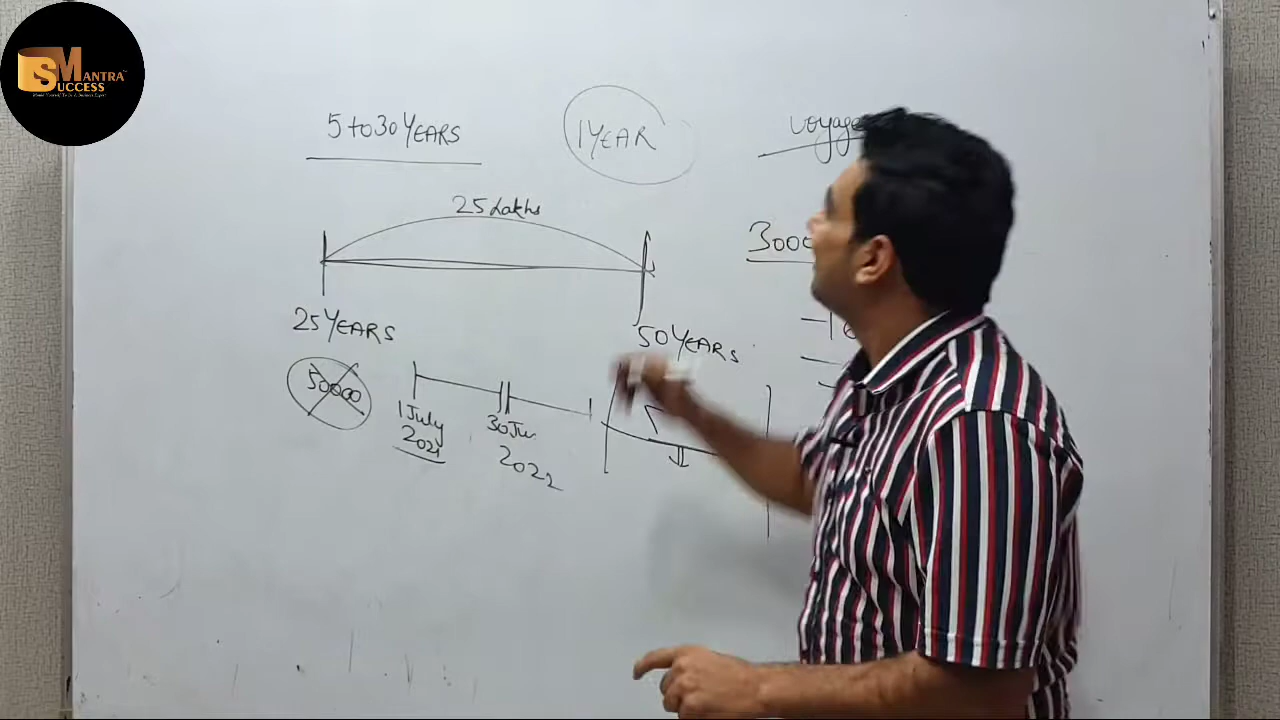 SUCCESS MANTRA
5 to 30 YEARS
1 YEAR
voyage
25 Lakhs
3000
25 YEARS
50 YEARS
50000
1 July
2021
30 Ju
2022